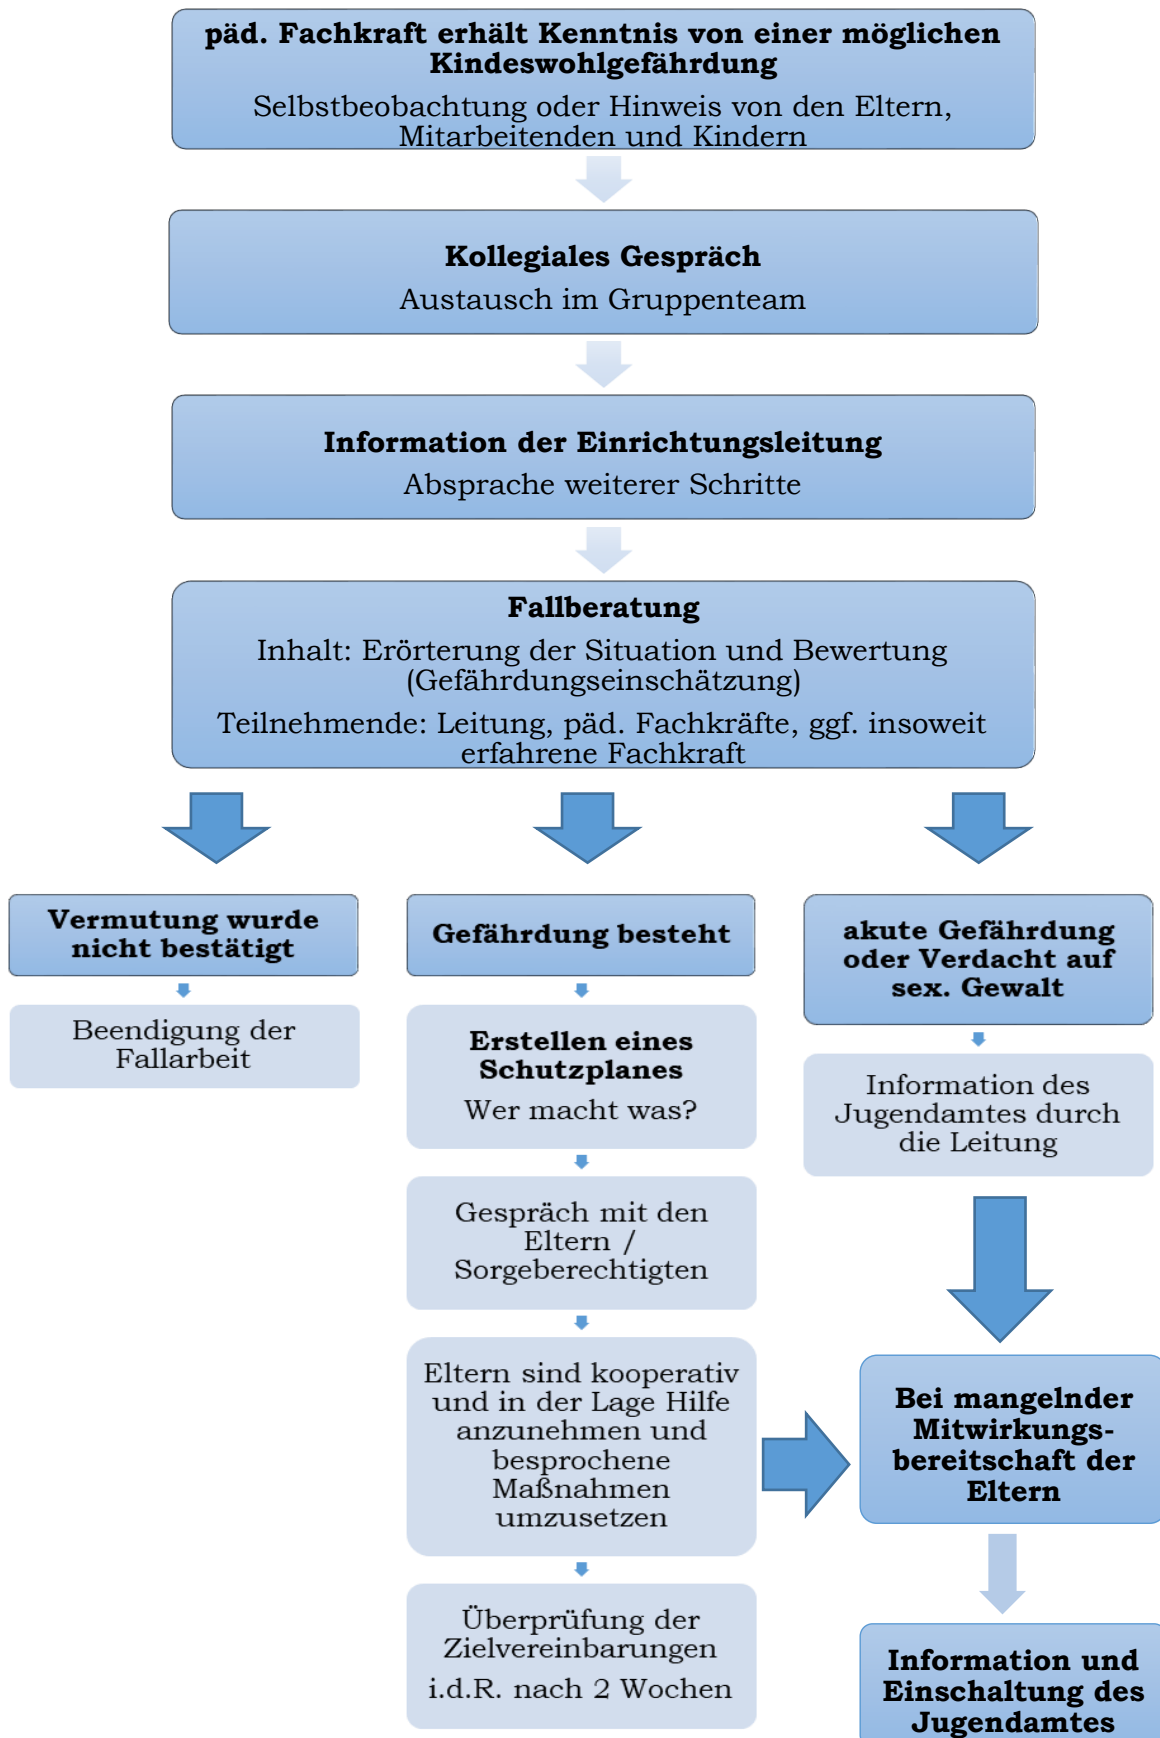 päd. Fachkraft erhält Kenntnis von einer möglichen
Kindeswohlgefährdung
Selbstbeobachtung oder Hinweis von den Eltern,
Mitarbeitenden und Kindern
Kollegiales Gespräch
Austausch im Gruppenteam
Information der Einrichtungsleitung
Absprache weiterer Schritte
Fallberatung
Inhalt: Erörterung der Situation und Bewertung
(Gefährdungseinschätzung)
Teilnehmende: Leitung, päd. Fachkräfte, ggf. insoweit
erfahrene Fachkraft
Vermutung wurde
nicht bestätigt
Beendigung der
Fallarbeit
Gefährdung besteht
Erstellen eines
Schutzplanes
Wer macht was?
Gespräch mit den
Eltern /
Sorgeberechtigten
Eltern sind kooperativ
und in der Lage Hilfe
anzunehmen und
besprochene
Maßnahmen
umzusetzen
Überprüfung der
Zielvereinbarungen
i.d.R. nach 2 Wochen
akute Gefährdung
oder Verdacht auf
sex. Gewalt
Information des
Jugendamtes durch
die Leitung
Bei mangelnder
Mitwirkungs-
bereitschaft der
Eltern
Information und
Einschaltung des
Jugendamtes